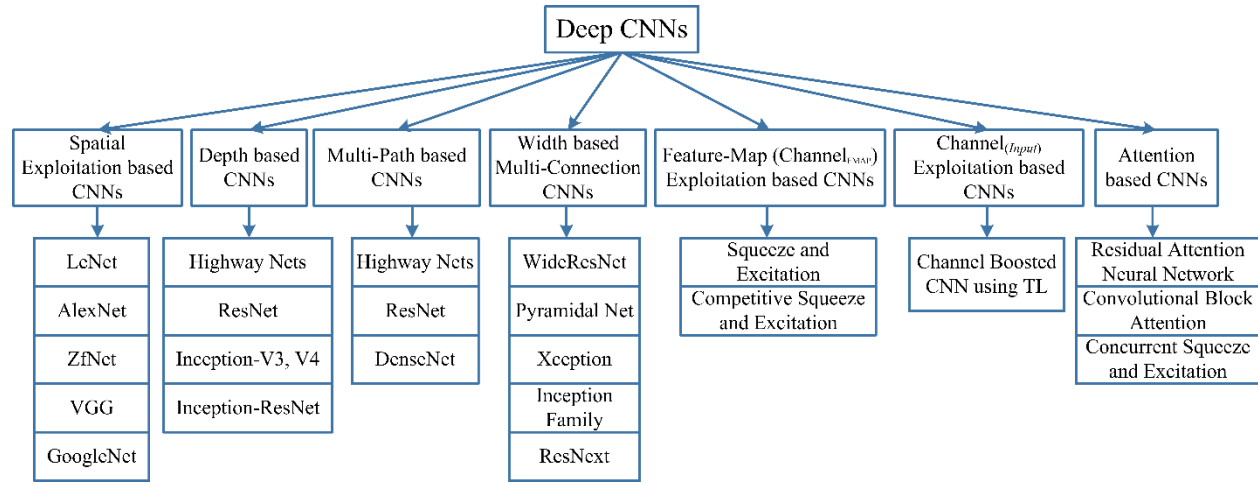 Deep CNNs
Spatial
Exploitation based
CNNs
Depth based
CNNs
Multi-Path based
CNNs
Width based
Multi-Connection
CNNs
Feature-Map (ChannelFMAP)
Exploitation based CNNs
Channel(Input)
Exploitation based
CNNs
Attention
based CNNs
LeNet
AlexNet
ZfNet
VGG
GoogleNet
Highway Nets
ResNet
Inception-V3, V4
Inception-ResNet
Highway Nets
ResNet
DenseNet
WideResNet
Pyramidal Net
Xception
Inception
Family
ResNext
Squeeze and
Excitation
Competitive Squeeze
and Excitation
Channel Boosted
CNN using TL
Residual Attention
Neural Network
Convolutional Block
Attention
Concurrent Squeeze
and Excitation